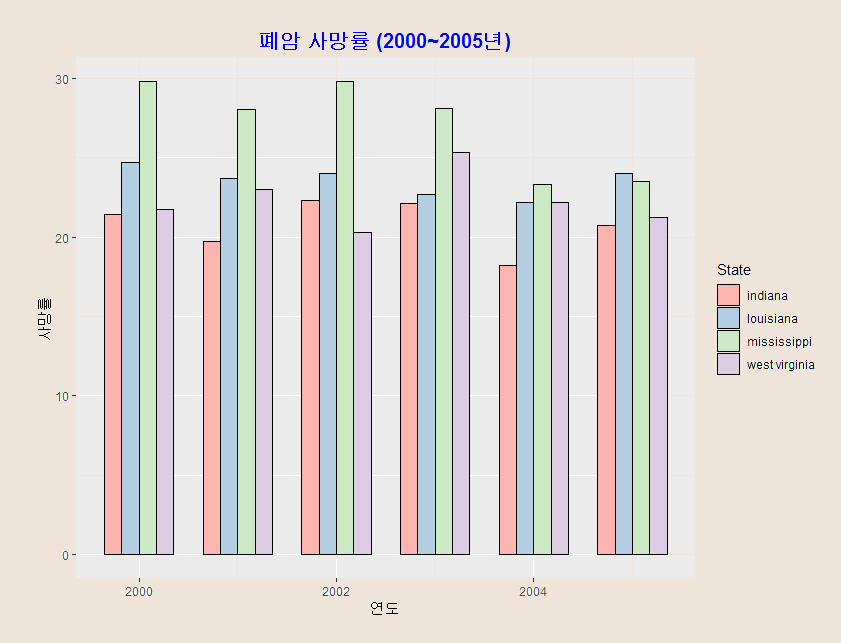 폐암 사망률 (2000~2005년)
30
20
10
0
사망률
2000
2002
2004
연도
State
indiana
louisiana
mississippi
west virginia